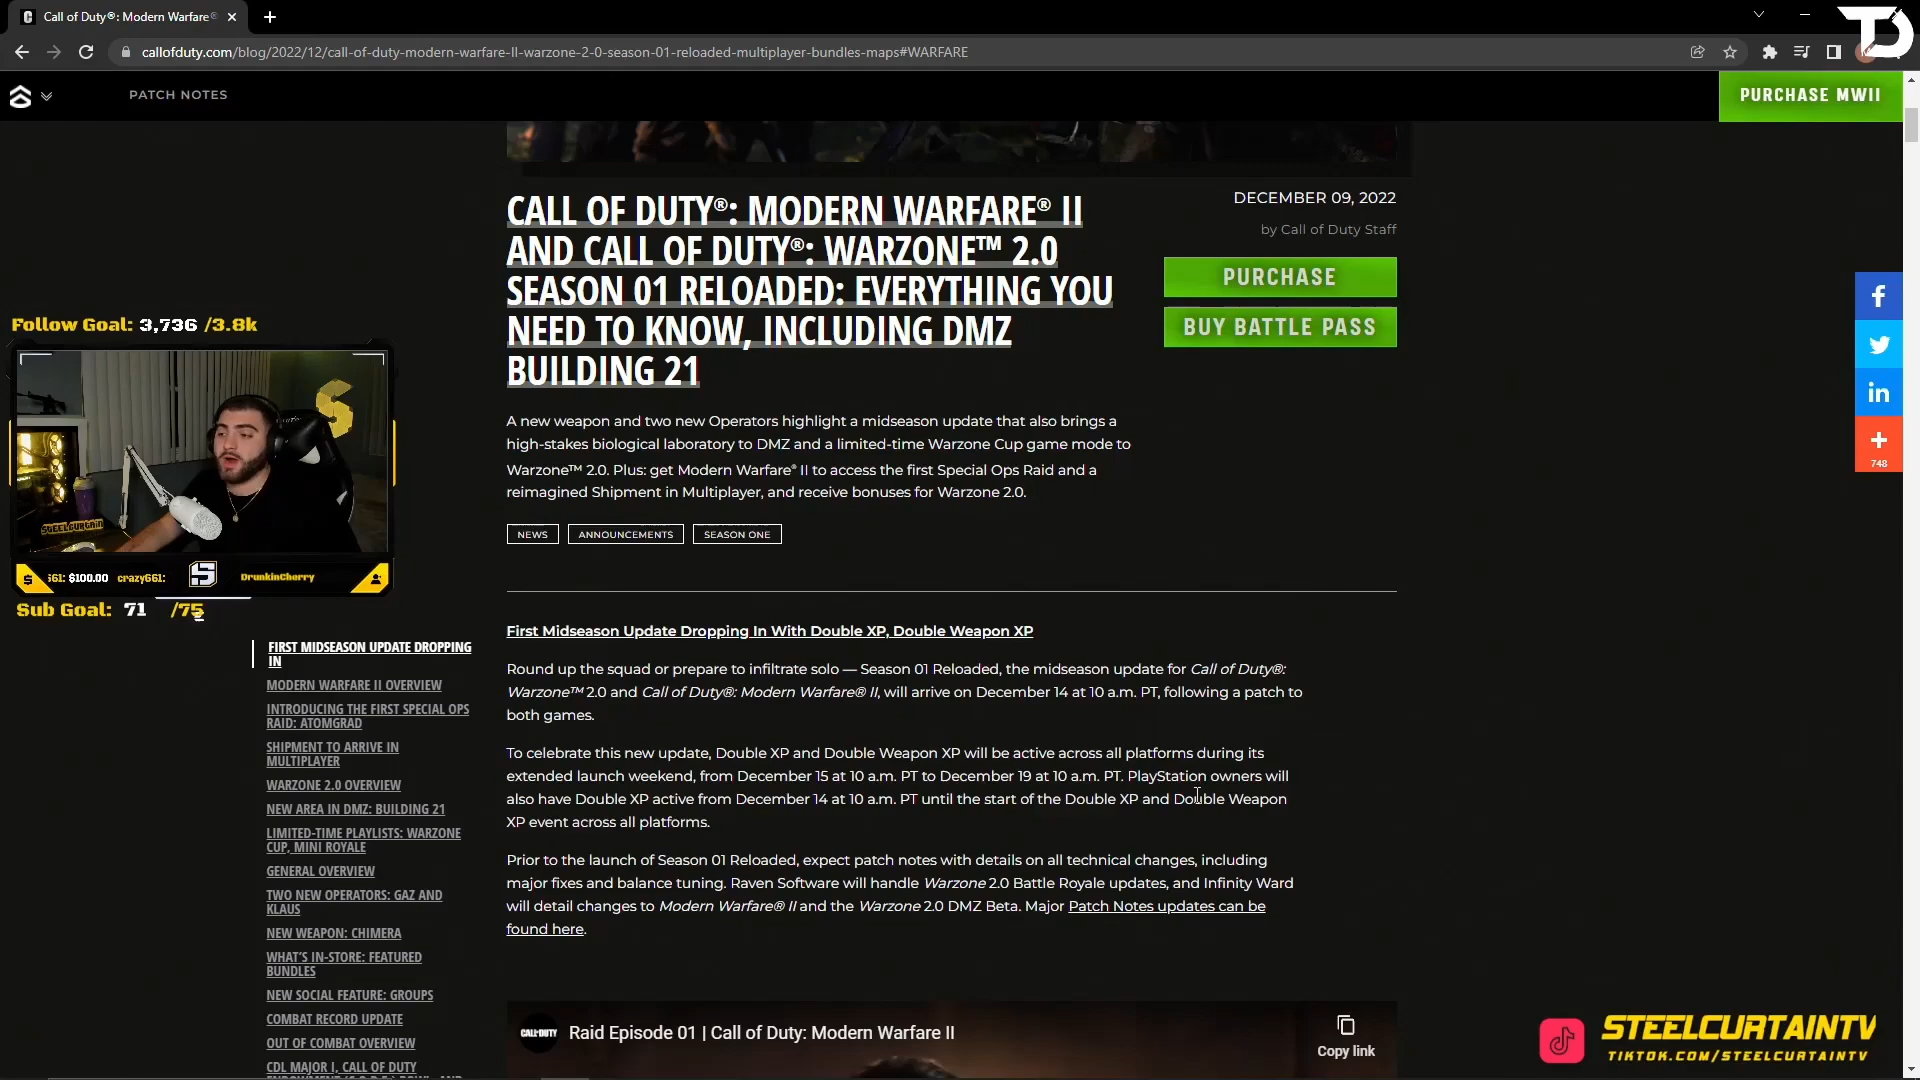 Call of Duty®: Modern Warfare®
callofduty.com/blog/2022/12/call-of-duty-modern-warfare-II-warzone-2-0-season-01-reloaded-multiplayer-bundles-maps#WARFARE
PATCH NOTES
PURCHASE MWII
CALL OF DUTY®: MODERN WARFARE® II
AND CALL OF DUTY®: WARZONE™ 2.0
SEASON 01 RELOADED: EVERYTHING YOU
NEED TO KNOW, INCLUDING DMZ
BUILDING 21
DECEMBER 09, 2022
by Call of Duty Staff
PURCHASE
BUY BATTLE PASS
A new weapon and two new Operators highlight a midseason update that also brings a
high-stakes biological laboratory to DMZ and a limited-time Warzone Cup game mode to
Warzone™ 2.0. Plus: get Modern Warfare® II to access the first Special Ops Raid and a
reimagined Shipment in Multiplayer, and receive bonuses for Warzone 2.0.
NEWS
ANNOUNCEMENTS
SEASON ONE
748
Follow Goal: 3,736 /3.8k
STEELCURTAIN
561: $100.00 crazy661:
DrunkinCherry
Sub Goal: 71 /75
FIRST MIDSEASON UPDATE DROPPING
IN
MODERN WARFARE II OVERVIEW
INTRODUCING THE FIRST SPECIAL OPS
RAID: ATOMGRAD
SHIPMENT TO ARRIVE IN
MULTIPLAYER
WARZONE 2.0 OVERVIEW
NEW AREA IN DMZ: BUILDING 21
LIMITED-TIME PLAYLISTS: WARZONE
CUP, MINI ROYALE
GENERAL OVERVIEW
TWO NEW OPERATORS: GAZ AND
KLAUS
NEW WEAPON: CHIMERA
WHAT'S IN-STORE: FEATURED
BUNDLES
NEW SOCIAL FEATURE: GROUPS
COMBAT RECORD UPDATE
OUT OF COMBAT OVERVIEW
CDL MAJOR I, CALL OF DUTY
First Midseason Update Dropping In With Double XP, Double Weapon XP
Round up the squad or prepare to infiltrate solo — Season 01 Reloaded, the midseason update for Call of Duty®:
Warzone™ 2.0 and Call of Duty®: Modern Warfare® II, will arrive on December 14 at 10 a.m. PT, following a patch to
both games.
To celebrate this new update, Double XP and Double Weapon XP will be active across all platforms during its
extended launch weekend, from December 15 at 10 a.m. PT to December 19 at 10 a.m. PT. PlayStation owners will
also have Double XP active from December 14 at 10 a.m. PT until the start of the Double XP and Double Weapon
XP event across all platforms.
Prior to the launch of Season 01 Reloaded, expect patch notes with details on all technical changes, including
major fixes and balance tuning. Raven Software will handle Warzone 2.0 Battle Royale updates, and Infinity Ward
will detail changes to Modern Warfare® II and the Warzone 2.0 DMZ Beta. Major Patch Notes updates can be
found here.
CALL·DUTY
Raid Episode 01 | Call of Duty: Modern Warfare II
Copy link
STEELCURTAINTV
TIKTOK.COM/STEELCURTAINTV